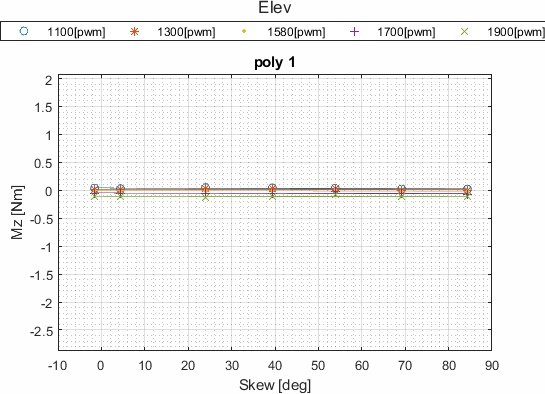 Elev
1100[pwm] 1300[pwm] 1580[pwm] 1700[pwm] 1900[pwm]
poly 1
2
1.5
1
0.5
0
-0.5
-1
-1.5
-2
-2.5
Mz [Nm]
-10 0 10 20 30 40 50 60 70 80 90
Skew [deg]